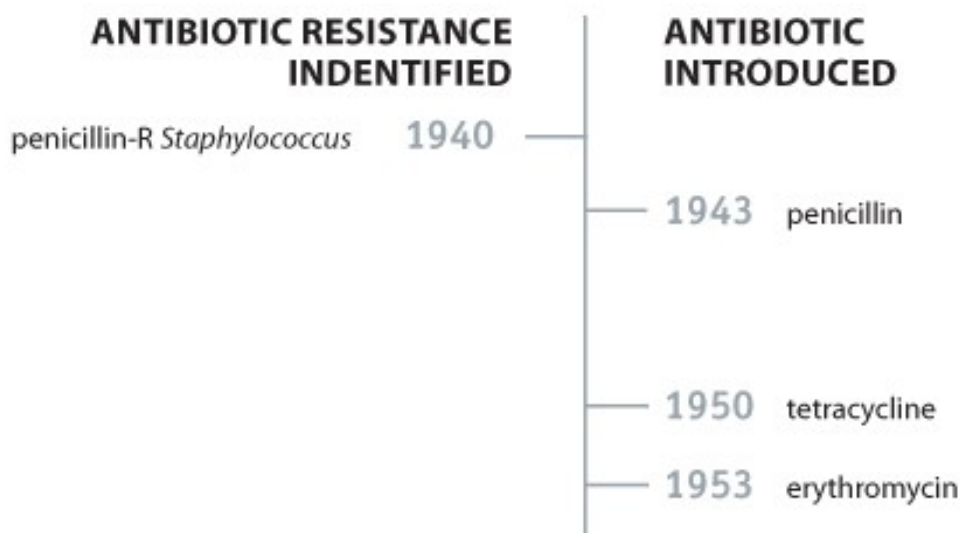 ANTIBIOTIC RESISTANCE
INDENTIFIED
ANTIBIOTIC
INTRODUCED
penicillin-R Staphylococcus 1940
1943 penicillin
1950 tetracycline
1953 erythromycin